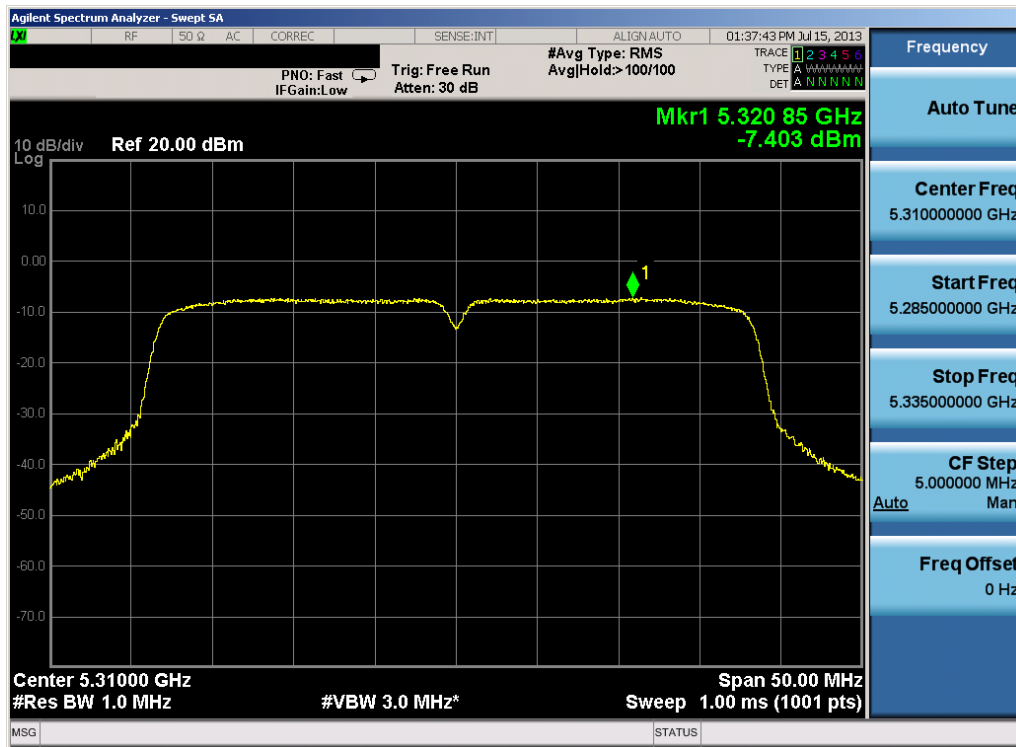 Agilent Spectrum Analyzer - Swept SA
LXI RF 50 Ω AC CORREC SENSE:INT ALIGN AUTO 01:37:43 PM Jul 15, 2013
PNO: Fast
IFGain:Low
Trig: Free Run
Atten: 30 dB
#Avg Type: RMS
Avg|Hold:> 100/100
TRACE 1 2 3 4 5 6
TYPE A WWWWW
DET A N N N N N
Mkr1 5.320 85 GHz
-7.403 dBm
10 dB/div Ref 20.00 dBm
Log
10.0
0.00
-10.0
-20.0
-30.0
-40.0
-50.0
-60.0
-70.0
1
Center 5.31000 GHz Span 50.00 MHz
#Res BW 1.0 MHz #VBW 3.0 MHz* Sweep 1.00 ms (1001 pts)
MSG STATUS
Frequency
Auto Tune
Center Freq
5.310000000 GHz
Start Freq
5.285000000 GHz
Stop Freq
5.335000000 GHz
CF Step
5.000000 MHz
Auto Man
Freq Offset
0 Hz